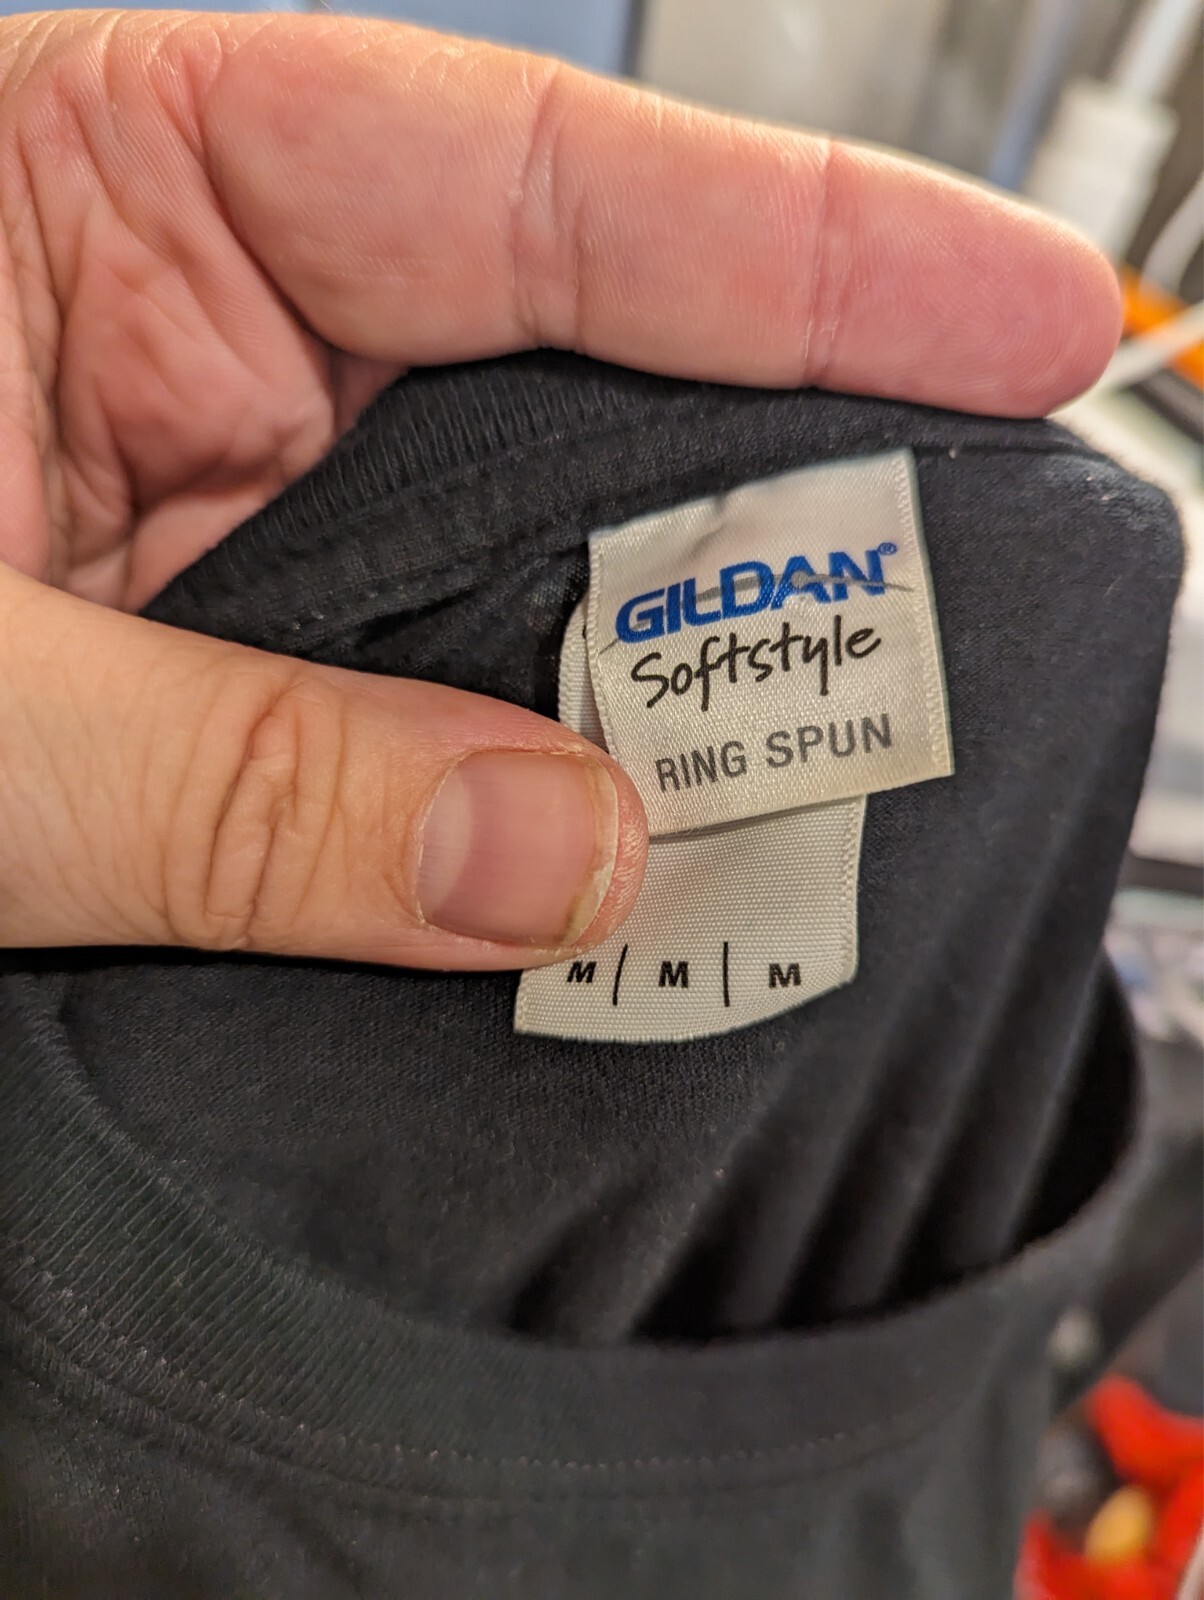 GILDAN®
Softstyle
RING SPUN
M | M | M